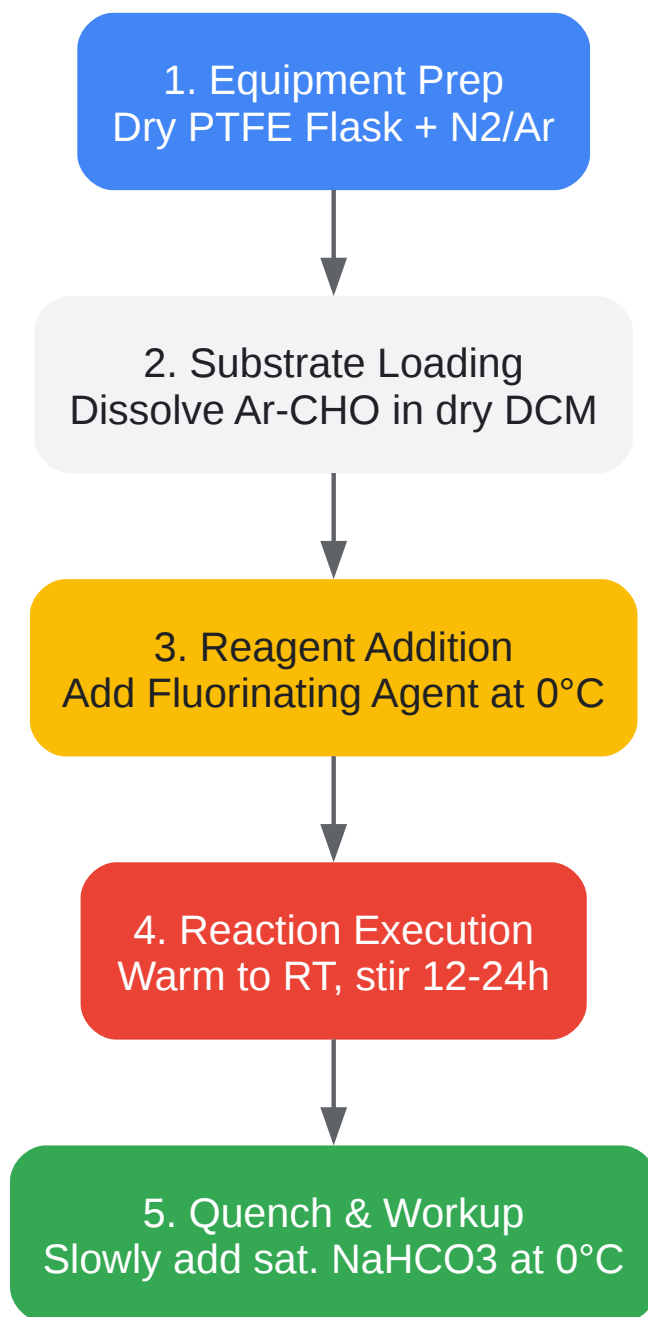 1. Equipment Prep
Dry PTFE Flask + N2/Ar
2. Substrate Loading
Dissolve Ar-CHO in dry DCM
3. Reagent Addition
Add Fluorinating Agent at 0°C
4. Reaction Execution
Warm to RT, stir 12-24h
5. Quench & Workup
Slowly add sat. NaHCO3 at 0°C